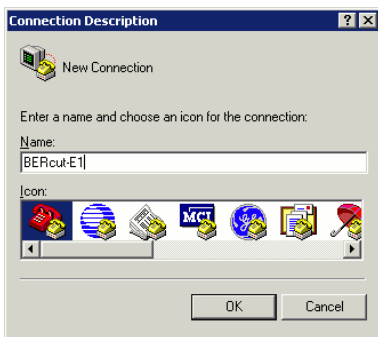 Connection Description
New Connection
Enter a name and choose an icon for the connection:
Name:
BERcut-E1
Icon:
MCI
OK
Cancel